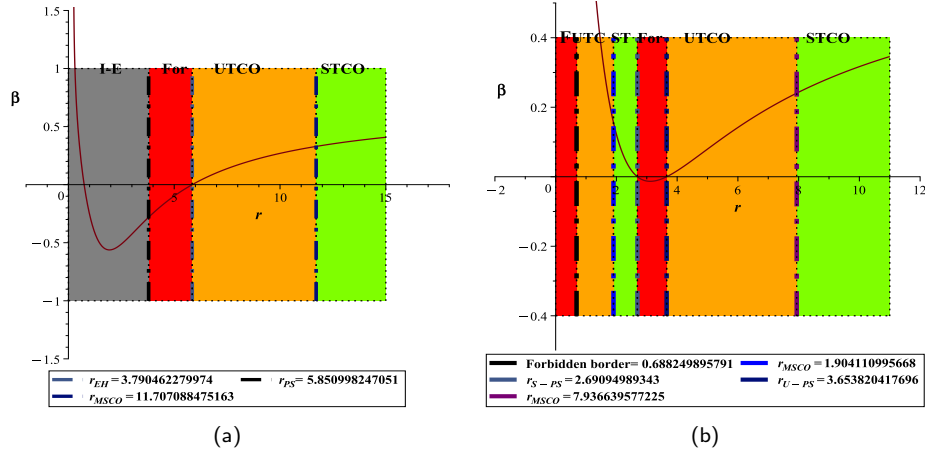 1.5
I-E For UTCO STCO
1
β
0.5
0 5 10 15
r
−0.5
−1
−1.5
r_EH = 3.790462279974 r_PS = 5.850998247051
r_MSCO = 11.707088475163
(a)
F UTC ST For UTCO STCO
0.4
β
0.2
−2 0 2 4 6 8 10 12
r
−0.2
−0.4
Forbidden border= 0.688249895791 r_MSCO = 1.904110995668
r_S−PS = 2.69094989343 r_U−PS = 3.653820417696
r_MSCO = 7.936639577225
(b)